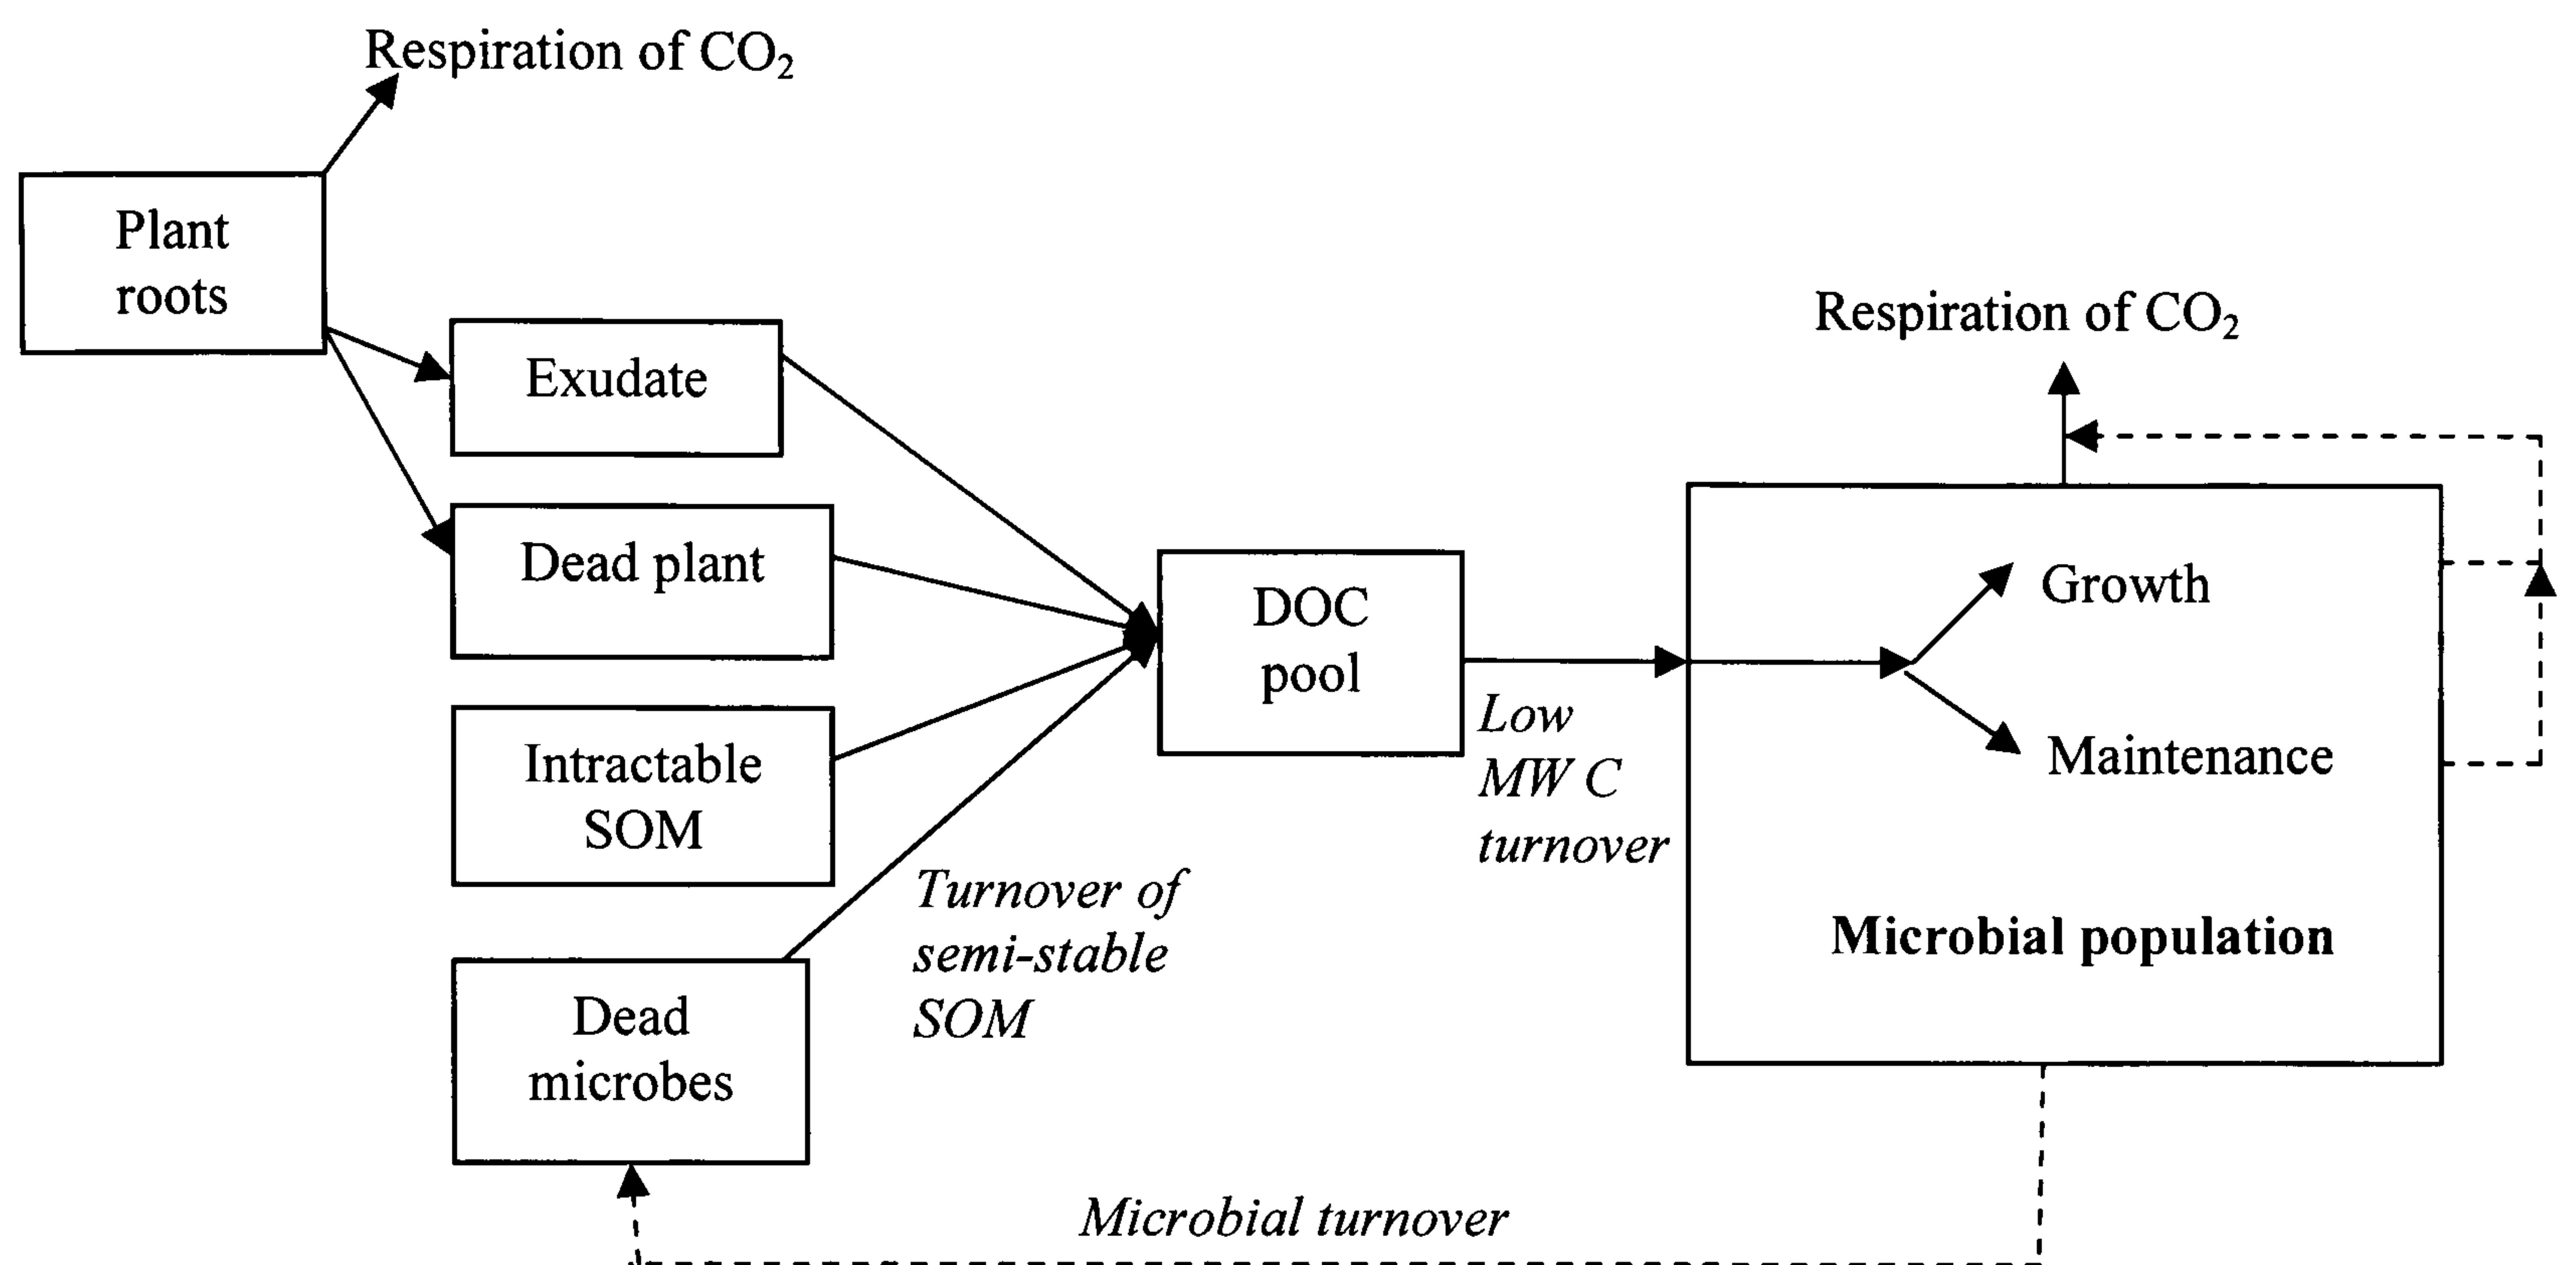 Respiration of CO₂
Plant
roots
Exudate
Dead plant
Intractable
SOM
Dead
microbes
Turnover of
semi-stable
SOM
DOC
pool
Low
MW C
turnover
Respiration of CO₂
Growth
Maintenance
Microbial population
Microbial turnover